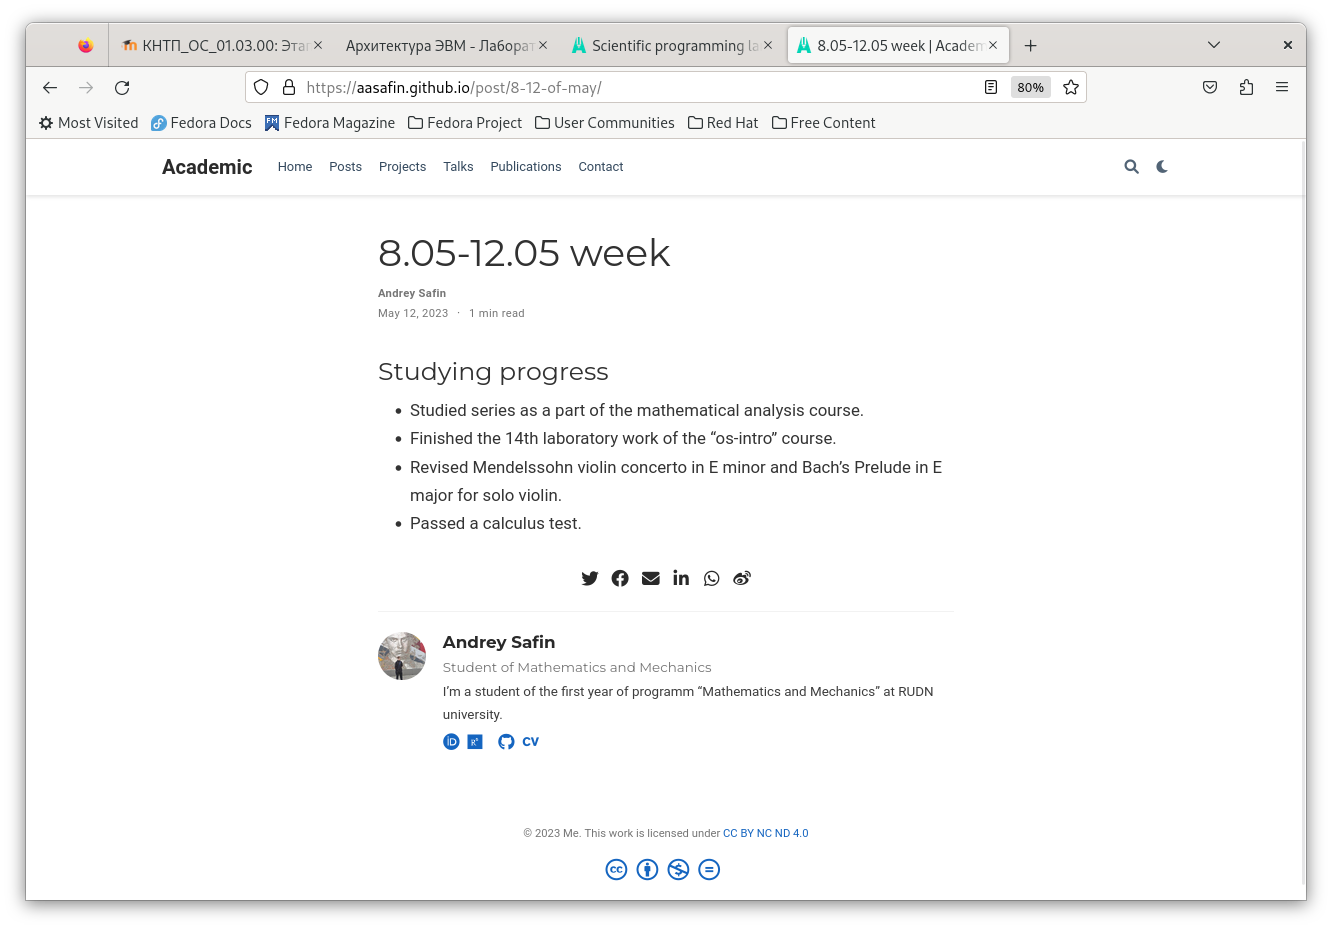 КНТП_ОС_01.03.00: Эта
Архитектура ЭВМ - Лаборат
Scientific programming la
8.05-12.05 week | Academ
https://aasafin.github.io/post/8-12-of-may/
80%
Most Visited
Fedora Docs
Fedora Magazine
Fedora Project
User Communities
Red Hat
Free Content
Academic
Home
Posts
Projects
Talks
Publications
Contact
8.05-12.05 week
Andrey Safin
May 12, 2023 · 1 min read
Studying progress
• Studied series as a part of the mathematical analysis course.
• Finished the 14th laboratory work of the “os-intro” course.
• Revised Mendelssohn violin concerto in E minor and Bach’s Prelude in E
major for solo violin.
• Passed a calculus test.
Andrey Safin
Student of Mathematics and Mechanics
I’m a student of the first year of programm “Mathematics and Mechanics” at RUDN
university.
CV
© 2023 Me. This work is licensed under CC BY NC ND 4.0